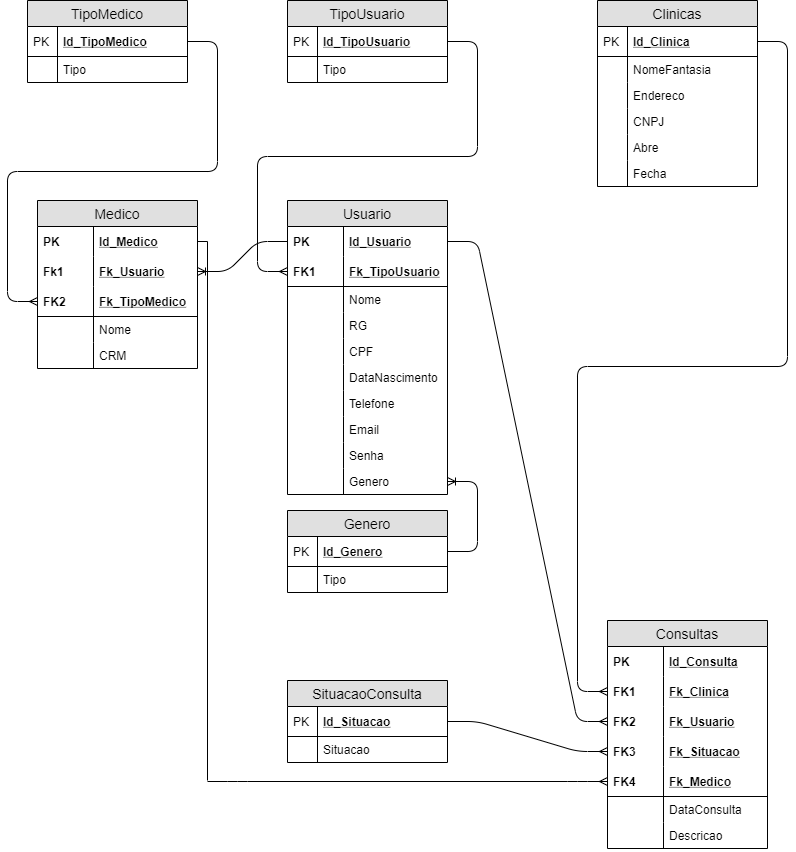 TipoMedico
PK Id_TipoMedico
Tipo
TipoUsuario
PK Id_TipoUsuario
Tipo
Clinicas
PK Id_Clinica
NomeFantasia
Endereco
CNPJ
Abre
Fecha
Medico
PK Id_Medico
Fk1 Fk_Usuario
FK2 Fk_TipoMedico
Nome
CRM
Usuario
PK Id_Usuario
FK1 Fk_TipoUsuario
Nome
RG
CPF
DataNascimento
Telefone
Email
Senha
Genero
Genero
PK Id_Genero
Tipo
SituacaoConsulta
PK Id_Situacao
Situacao
Consultas
PK Id_Consulta
FK1 Fk_Clinica
FK2 Fk_Usuario
FK3 Fk_Situacao
FK4 Fk_Medico
DataConsulta
Descricao